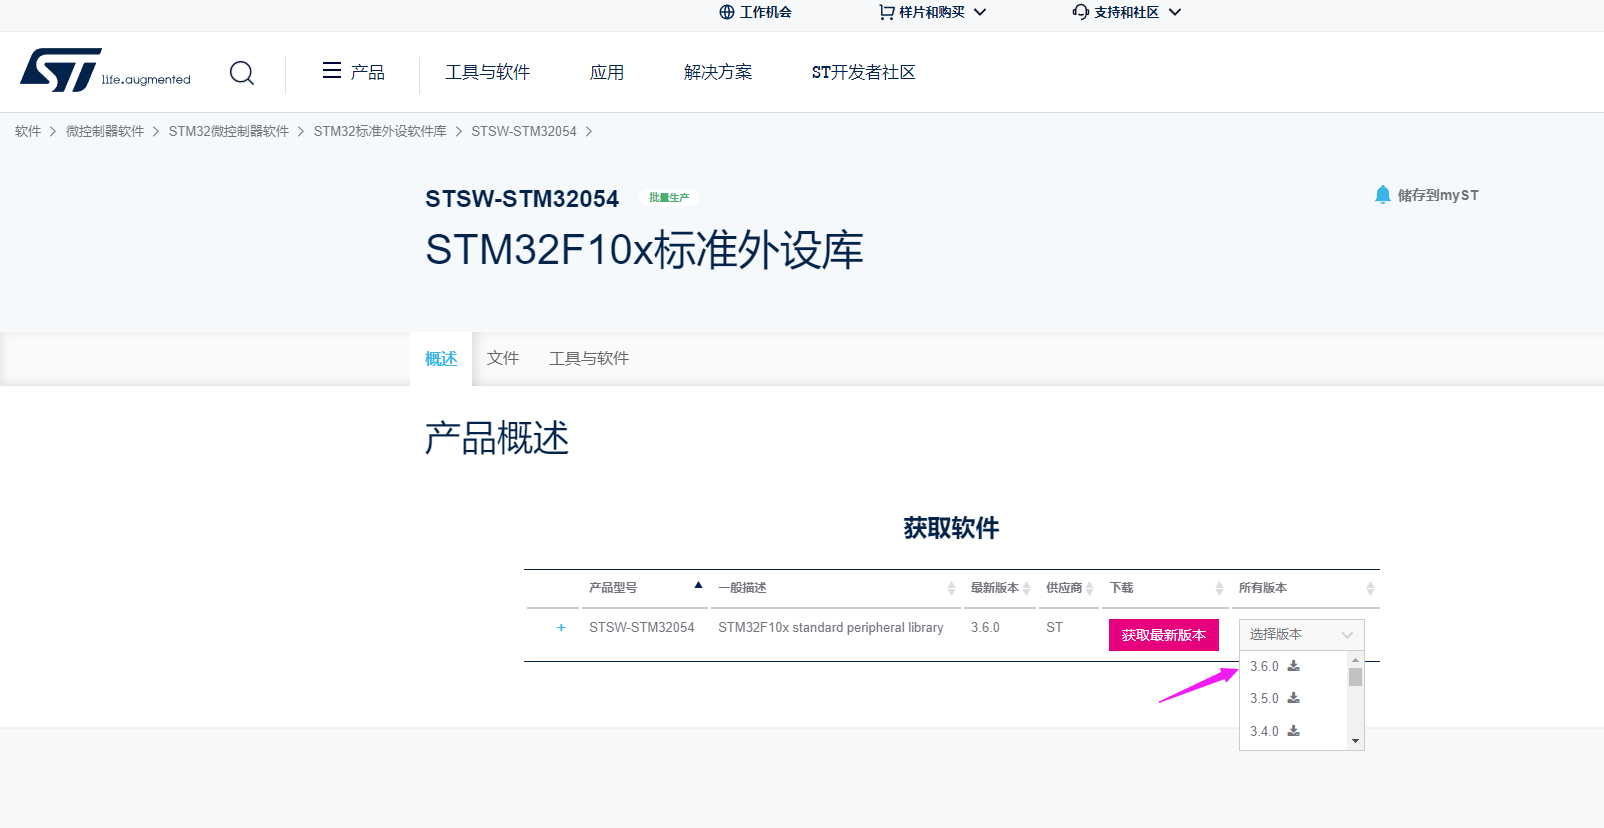 工作机会 样片和购买 支持和社区
ST life.augmented 产品 工具与软件 应用 解决方案 ST开发者社区
软件 > 微控制器软件 > STM32微控制器软件 > STM32标准外设软件库 > STSW-STM32054 >
STSW-STM32054 批量生产 储存到myST
STM32F10x标准外设库
概述 文件 工具与软件
产品概述
获取软件
产品型号 一般描述 最新版本 供应商 下载 所有版本
+ STSW-STM32054 STM32F10x standard peripheral library 3.6.0 ST 获取最新版本 选择版本
3.6.0
3.5.0
3.4.0